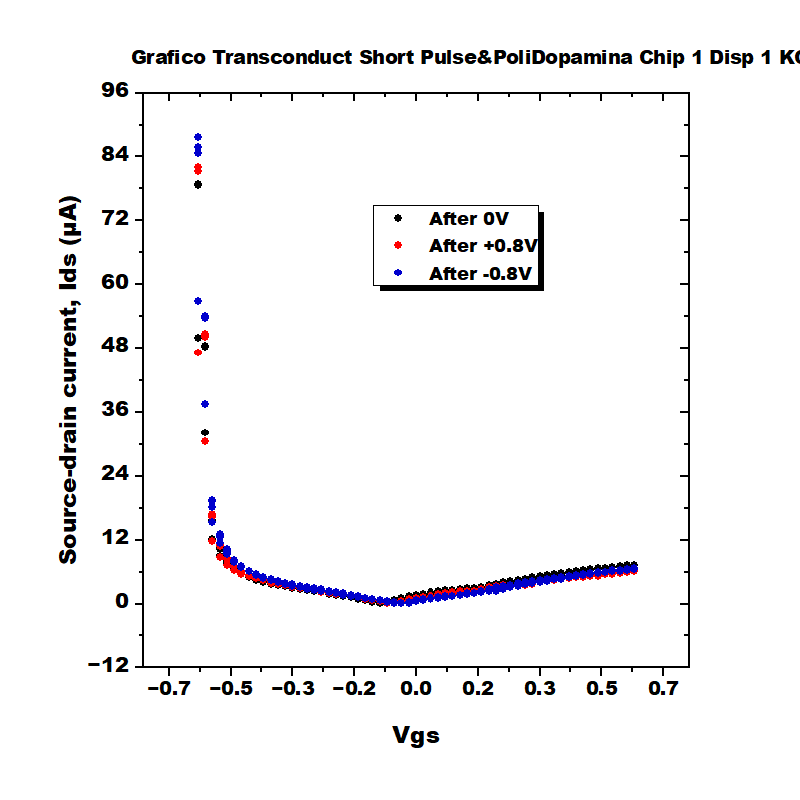 Grafico Transconduct Short Pulse&PoliDopamina Chip 1 Disp 1 KC
96
84
72
60
48
36
24
12
0
−12
Source-drain current, Ids (µA)
After 0V
After +0.8V
After -0.8V
−0.7 −0.5 −0.3 −0.2 0.0 0.2 0.3 0.5 0.7
Vgs